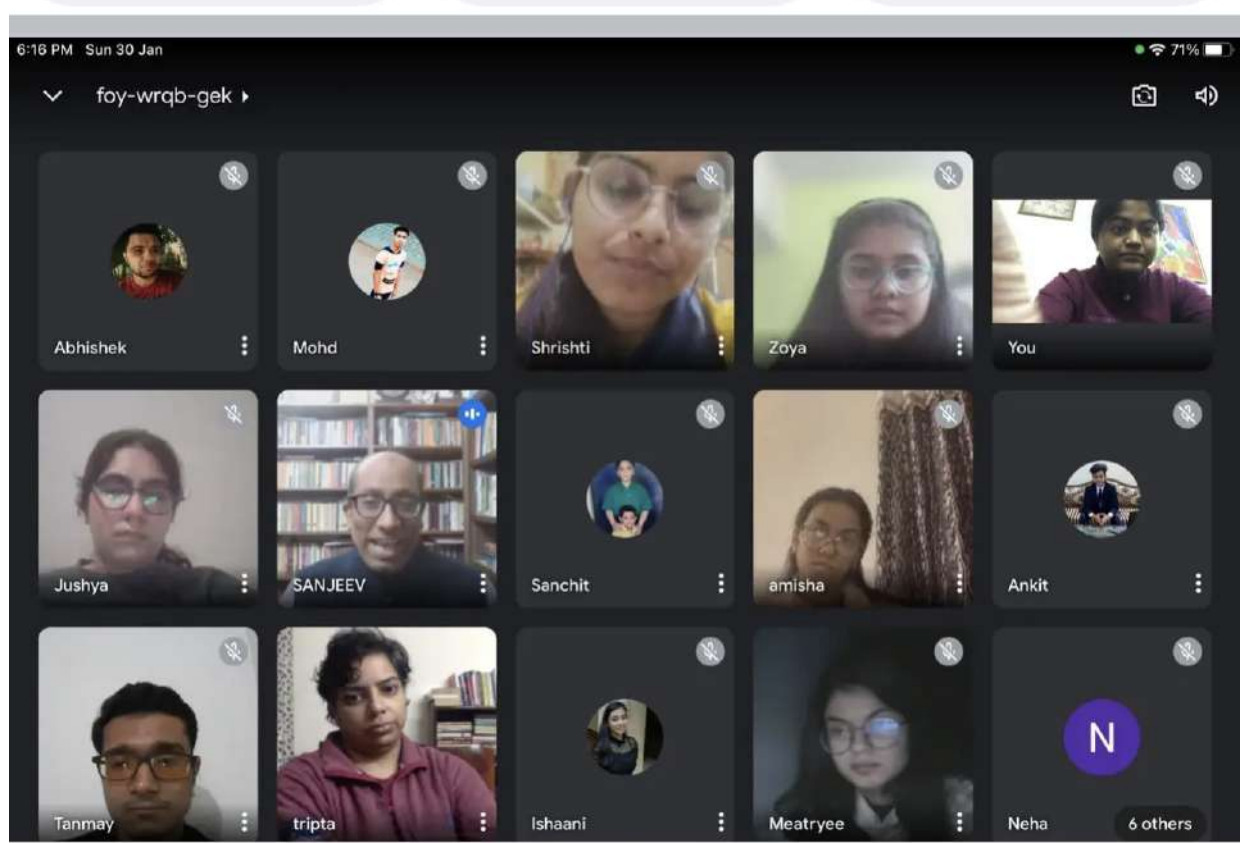 6:16 PM Sun 30 Jan
71%
foy-wrqb-gek
Abhishek
Mohd
Shrishti
Zoya
You
Jushya
SANJEEV
Sanchit
amisha
Ankit
Tanmay
tripta
Ishaani
Meatryee
N
Neha
6 others